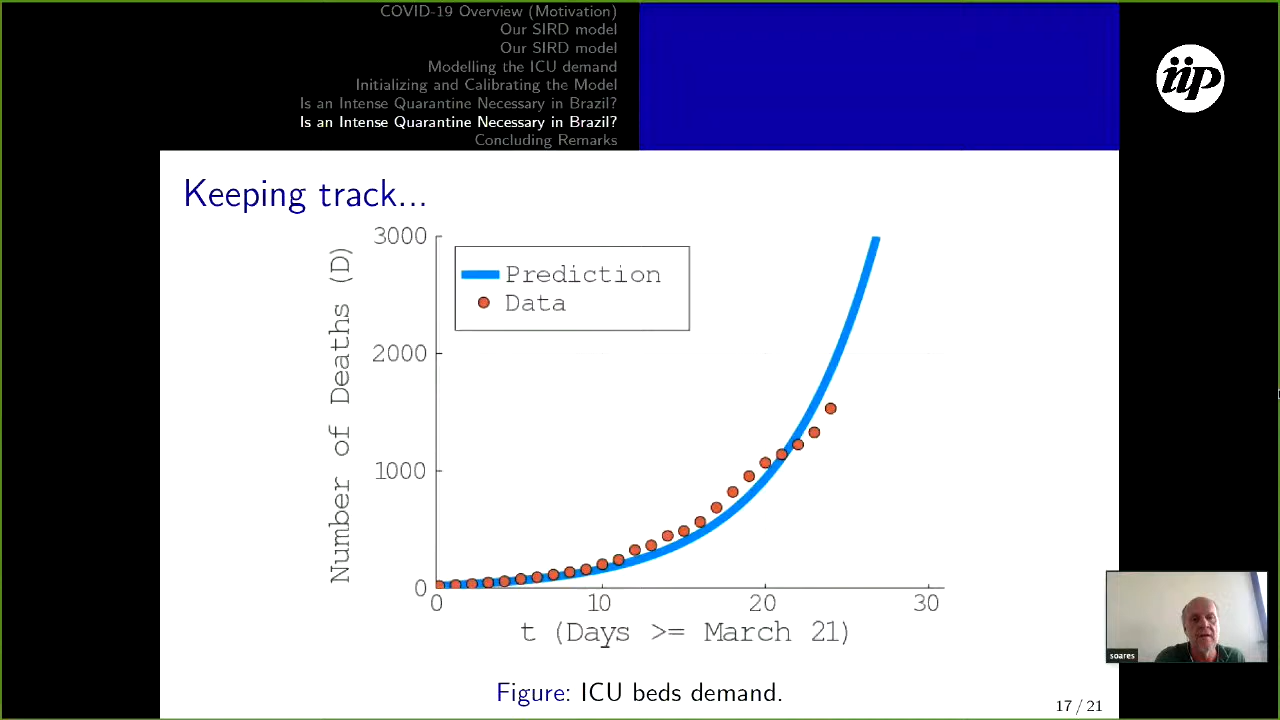 COVID-19 Overview (Motivation)
Our SIRD model
Our SIRD model
Modelling the ICU demand
Initializing and Calibrating the Model
Is an Intense Quarantine Necessary in Brazil?
Is an Intense Quarantine Necessary in Brazil?
Concluding Remarks
iip
Keeping track...
Number of Deaths (D)
3000
2000
1000
0
Prediction
Data
0 10 20 30
t (Days >= March 21)
Figure: ICU beds demand.
17 / 21
soares